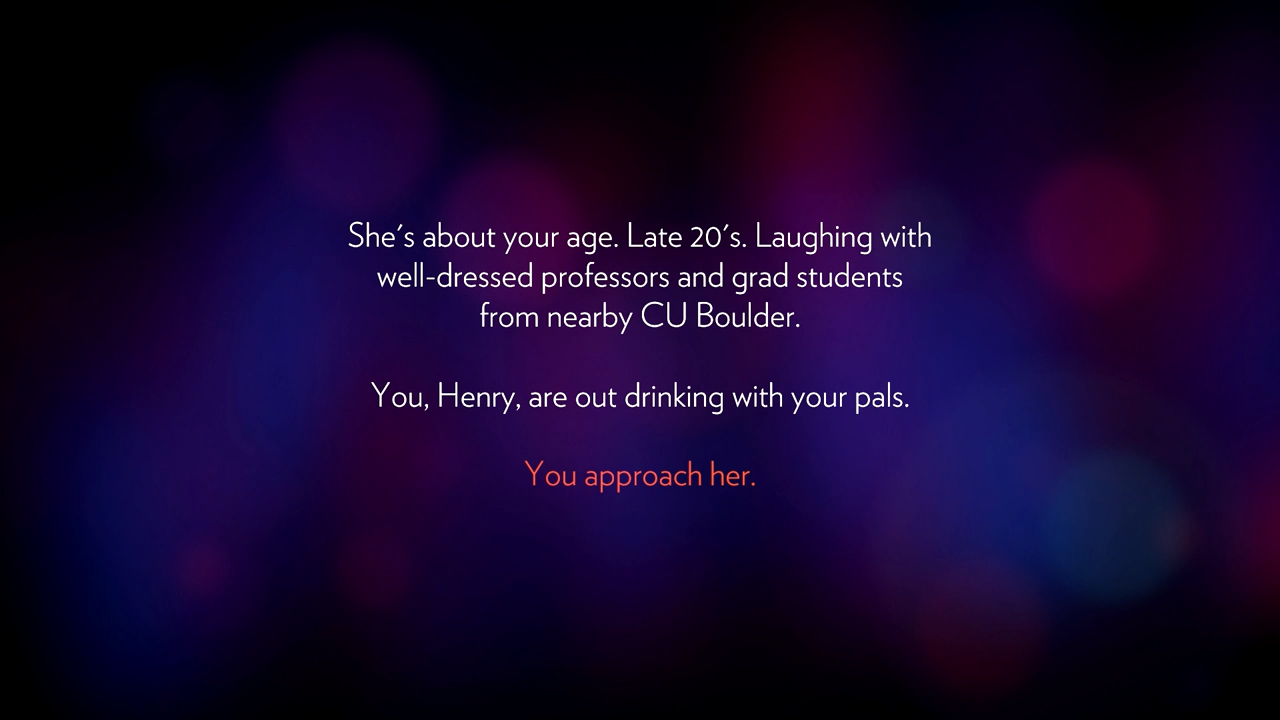 She's about your age. Late 20's. Laughing with
well-dressed professors and grad students
from nearby CU Boulder.
You, Henry, are out drinking with your pals.
You approach her.